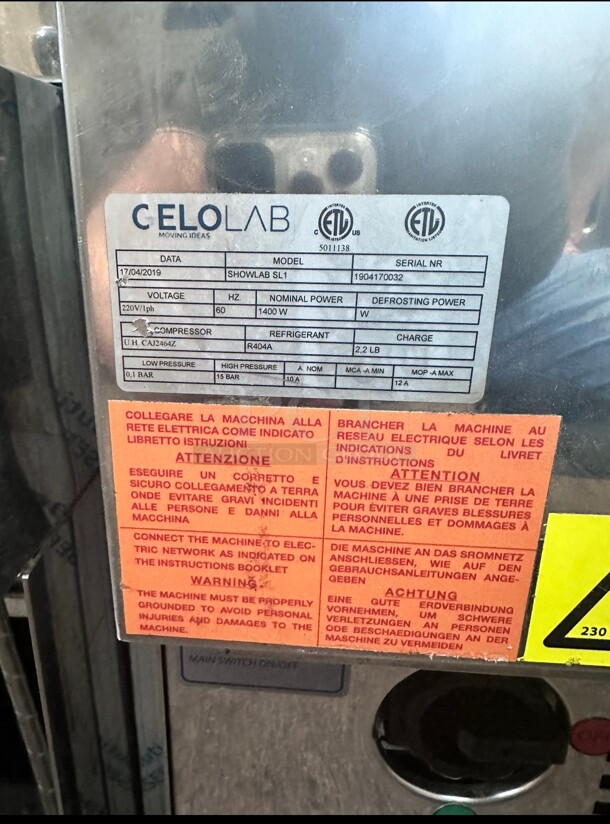 CELOLAB
MOVING IDEAS
INTERTEK
ETL
LISTED
C US
5011138
ETL
DATA MODEL SERIAL NR
17/04/2019 SHOWLAB SL1 1904170032
VOLTAGE HZ NOMINAL POWER DEFROSTING POWER
220V/1ph 60 1400 W W
COMPRESSOR REFRIGERANT CHARGE
U.H. CAJ2464Z R404A 2,2 LB
LOW PRESSURE HIGH PRESSURE A. NOM MCA -A MIN MOP -A MAX
0,1 BAR 15 BAR 10 A 12 A
COLLEGARE LA MACCHINA ALLA
RETE ELETTRICA COME INDICATO
LIBRETTO ISTRUZIONI
ATTENZIONE
ESEGUIRE UN CORRETTO E
SICURO COLLEGAMENTO A TERRA
ONDE EVITARE GRAVI INCIDENTI
ALLE PERSONE E DANNI ALLA
MACCHINA
BRANCHER LA MACHINE AU
RESEAU ELECTRIQUE SELON LES
INDICATIONS DU LIVRET
D'INSTRUCTIONS
ATTENTION
VOUS DEVEZ BIEN BRANCHER LA
MACHINE À UNE PRISE DE TERRE
POUR ÉVITER GRAVES BLESSURES
PERSONNELLES ET DOMMAGES À
LA MACHINE.
CONNECT THE MACHINE TO ELEC-
TRIC NETWORK AS INDICATED ON
THE INSTRUCTIONS BOOKLET
WARNING
THE MACHINE MUST BE PROPERLY
GROUNDED TO AVOID PERSONAL
INJURIES AND DAMAGES TO THE
MACHINE.
DIE MASCHINE AN DAS SROMNETZ
ANSCHLIESSEN, WIE AUF DEN
GEBRAUCHSANLEITUNGEN ANGE-
GEBEN
ACHTUNG
EINE GUTE ERDVERBINDUNG
VORNEHMEN, UM SCHWERE
VERLETZUNGEN AN PERSONEN
ODE BESCHAEDIGUNGEN AN DER
MASCHINE ZU VERMEIDEN
230
MAIN SWITCH ON/OFF